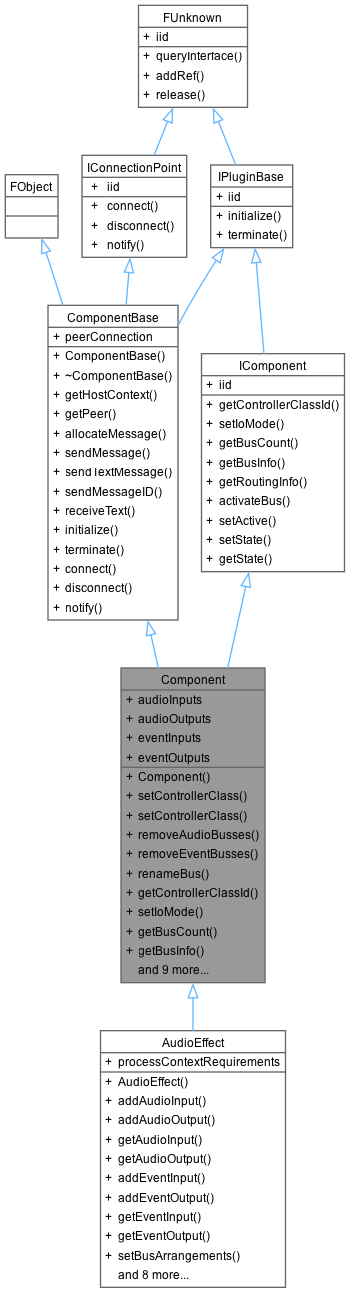 FUnknown
+ iid
+ queryInterface()
+ addRef()
+ release()
IConnectionPoint
+ iid
+ connect()
+ disconnect()
+ notify()
IPluginBase
+ iid
+ initialize()
+ terminate()
FObject
ComponentBase
+ peerConnection
+ ComponentBase()
+ ~ComponentBase()
+ getHostContext()
+ getPeer()
+ allocateMessage()
+ sendMessage()
+ sendTextMessage()
+ sendMessageID()
+ receiveText()
+ initialize()
+ terminate()
+ connect()
+ disconnect()
+ notify()
IComponent
+ iid
+ getControllerClassId()
+ setIoMode()
+ getBusCount()
+ getBusInfo()
+ getRoutingInfo()
+ activateBus()
+ setActive()
+ setState()
+ getState()
Component
+ audioInputs
+ audioOutputs
+ eventInputs
+ eventOutputs
+ Component()
+ setControllerClass()
+ setControllerClass()
+ removeAudioBusses()
+ removeEventBusses()
+ renameBus()
+ getControllerClassId()
+ setIoMode()
+ getBusCount()
+ getBusInfo()
and 9 more...
AudioEffect
+ processContextRequirements
+ AudioEffect()
+ addAudioInput()
+ addAudioOutput()
+ getAudioInput()
+ getAudioOutput()
+ addEventInput()
+ addEventOutput()
+ getEventInput()
+ getEventOutput()
+ setBusArrangements()
and 8 more...